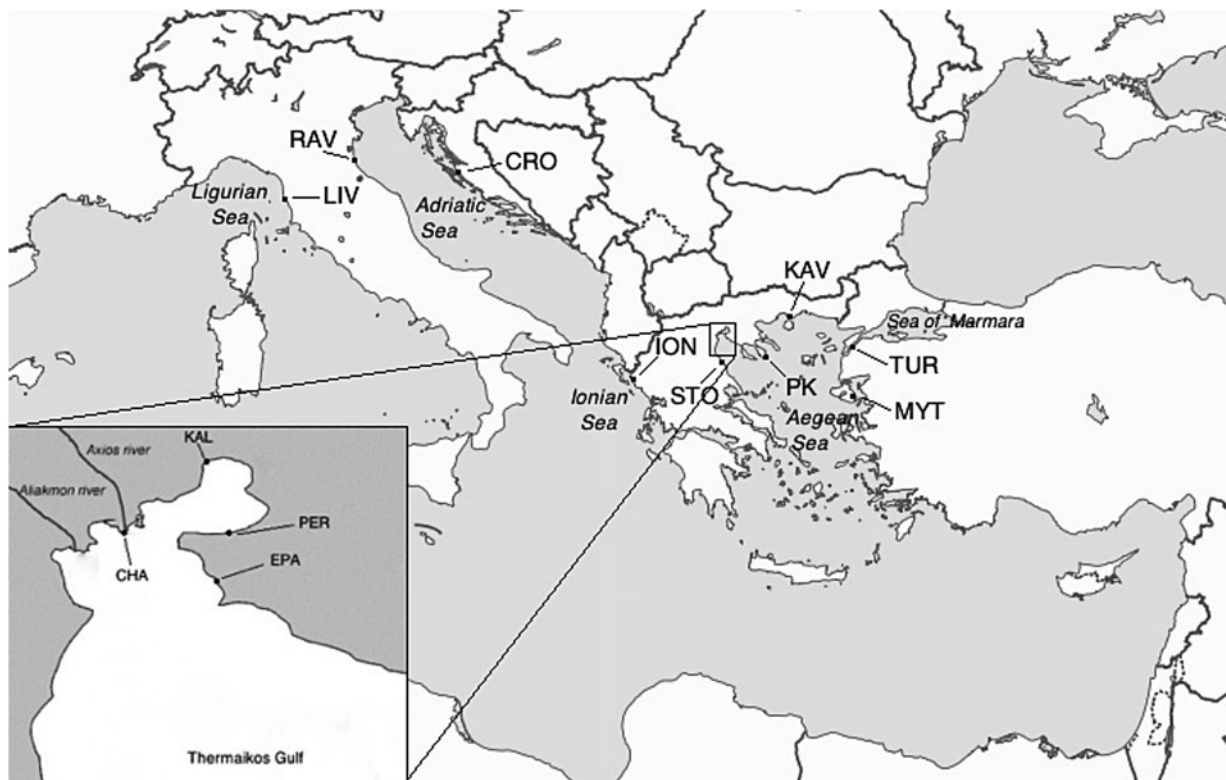 RAV
CRO
LIV
Ligurian
Sea
Adriatic
Sea
KAV
Sea of Marmara
ION
TUR
STO
PK
Ionian
Sea
MYT
Aegean
Sea
KAL
Axios river
Aliakmon river
PER
EPA
CHA
Thermaikos Gulf